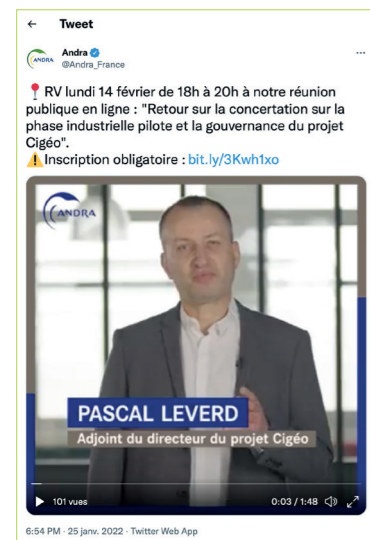 ← Tweet
ANDRA
Andra
@Andra_France
...
📍 RV lundi 14 février de 18h à 20h à notre réunion
publique en ligne : "Retour sur la concertation sur la
phase industrielle pilote et la gouvernance du projet
Cigéo".
⚠️Inscription obligatoire : bit.ly/3Kwh1xo
ANDRA
PASCAL LEVERD
Adjoint du directeur du projet Cigéo
101 vues 0:03 / 1:48
6:54 PM · 25 janv. 2022 · Twitter Web App